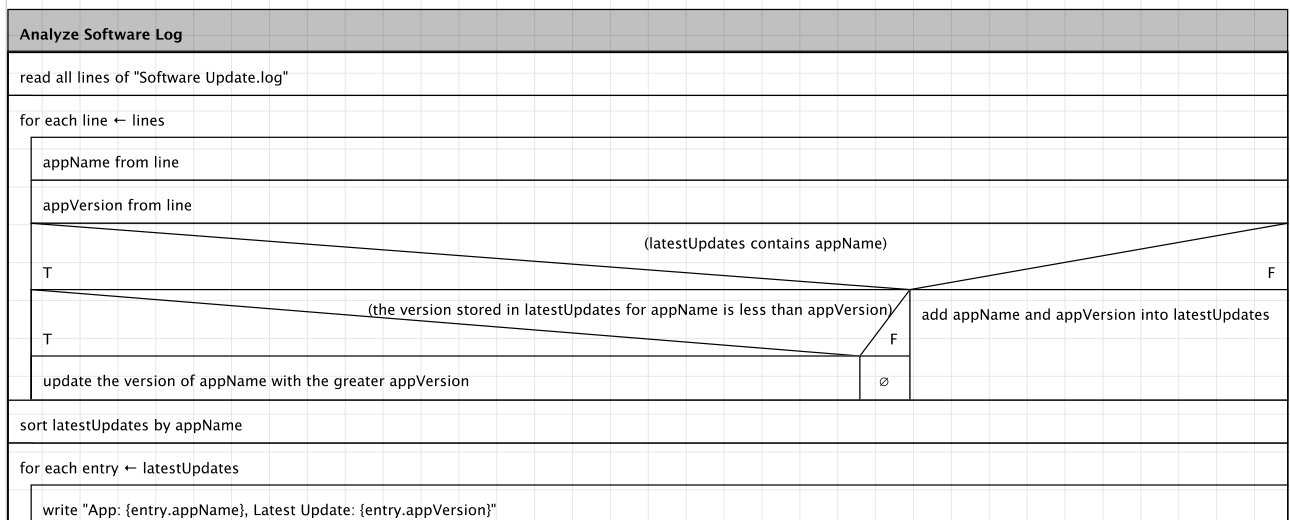 Analyze Software Log
read all lines of "Software Update.log"
for each line ← lines
appName from line
appVersion from line
(latestUpdates contains appName)
T
F
(the version stored in latestUpdates for appName is less than appVersion)
add appName and appVersion into latestUpdates
T
F
update the version of appName with the greater appVersion
∅
sort latestUpdates by appName
for each entry ← latestUpdates
write "App: {entry.appName}, Latest Update: {entry.appVersion}"